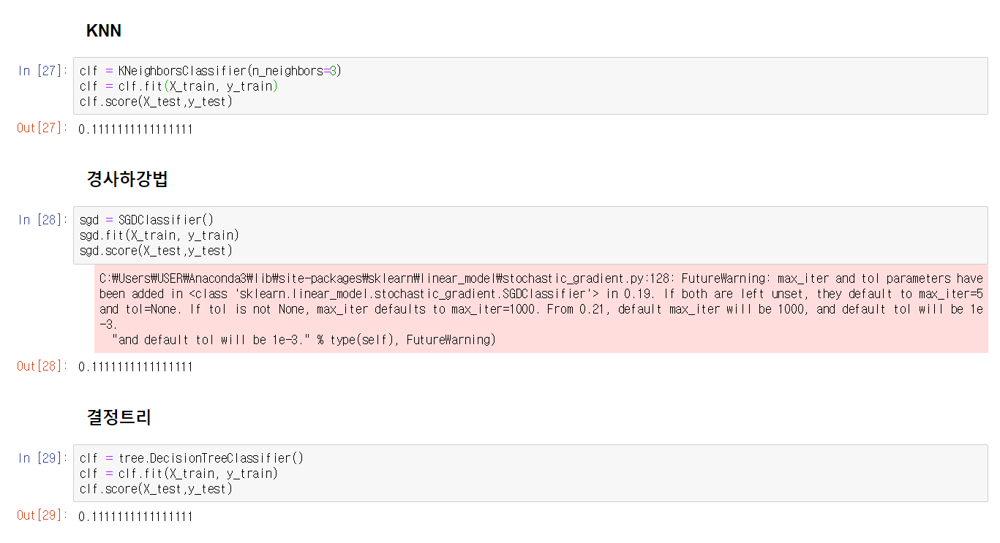 KNN
In [27]:
clf = KNeighborsClassifier(n_neighbors=3)
clf = clf.fit(X_train, y_train)
clf.score(X_test,y_test)
Out[27]: 0.1111111111111111
경사하강법
In [28]:
sgd = SGDClassifier()
sgd.fit(X_train, y_train)
sgd.score(X_test,y_test)
C:₩Users₩USER₩Anaconda3₩lib₩site-packages₩sklearn₩linear_model₩stochastic_gradient.py:128: FutureWarning: max_iter and tol parameters have
been added in <class 'sklearn.linear_model.stochastic_gradient.SGDClassifier'> in 0.19. If both are left unset, they default to max_iter=5
and tol=None. If tol is not None, max_iter defaults to max_iter=1000. From 0.21, default max_iter will be 1000, and default tol will be 1e
-3.
"and default tol will be 1e-3." % type(self), FutureWarning)
Out[28]: 0.1111111111111111
결정트리
In [29]:
clf = tree.DecisionTreeClassifier()
clf = clf.fit(X_train, y_train)
clf.score(X_test,y_test)
Out[29]: 0.1111111111111111